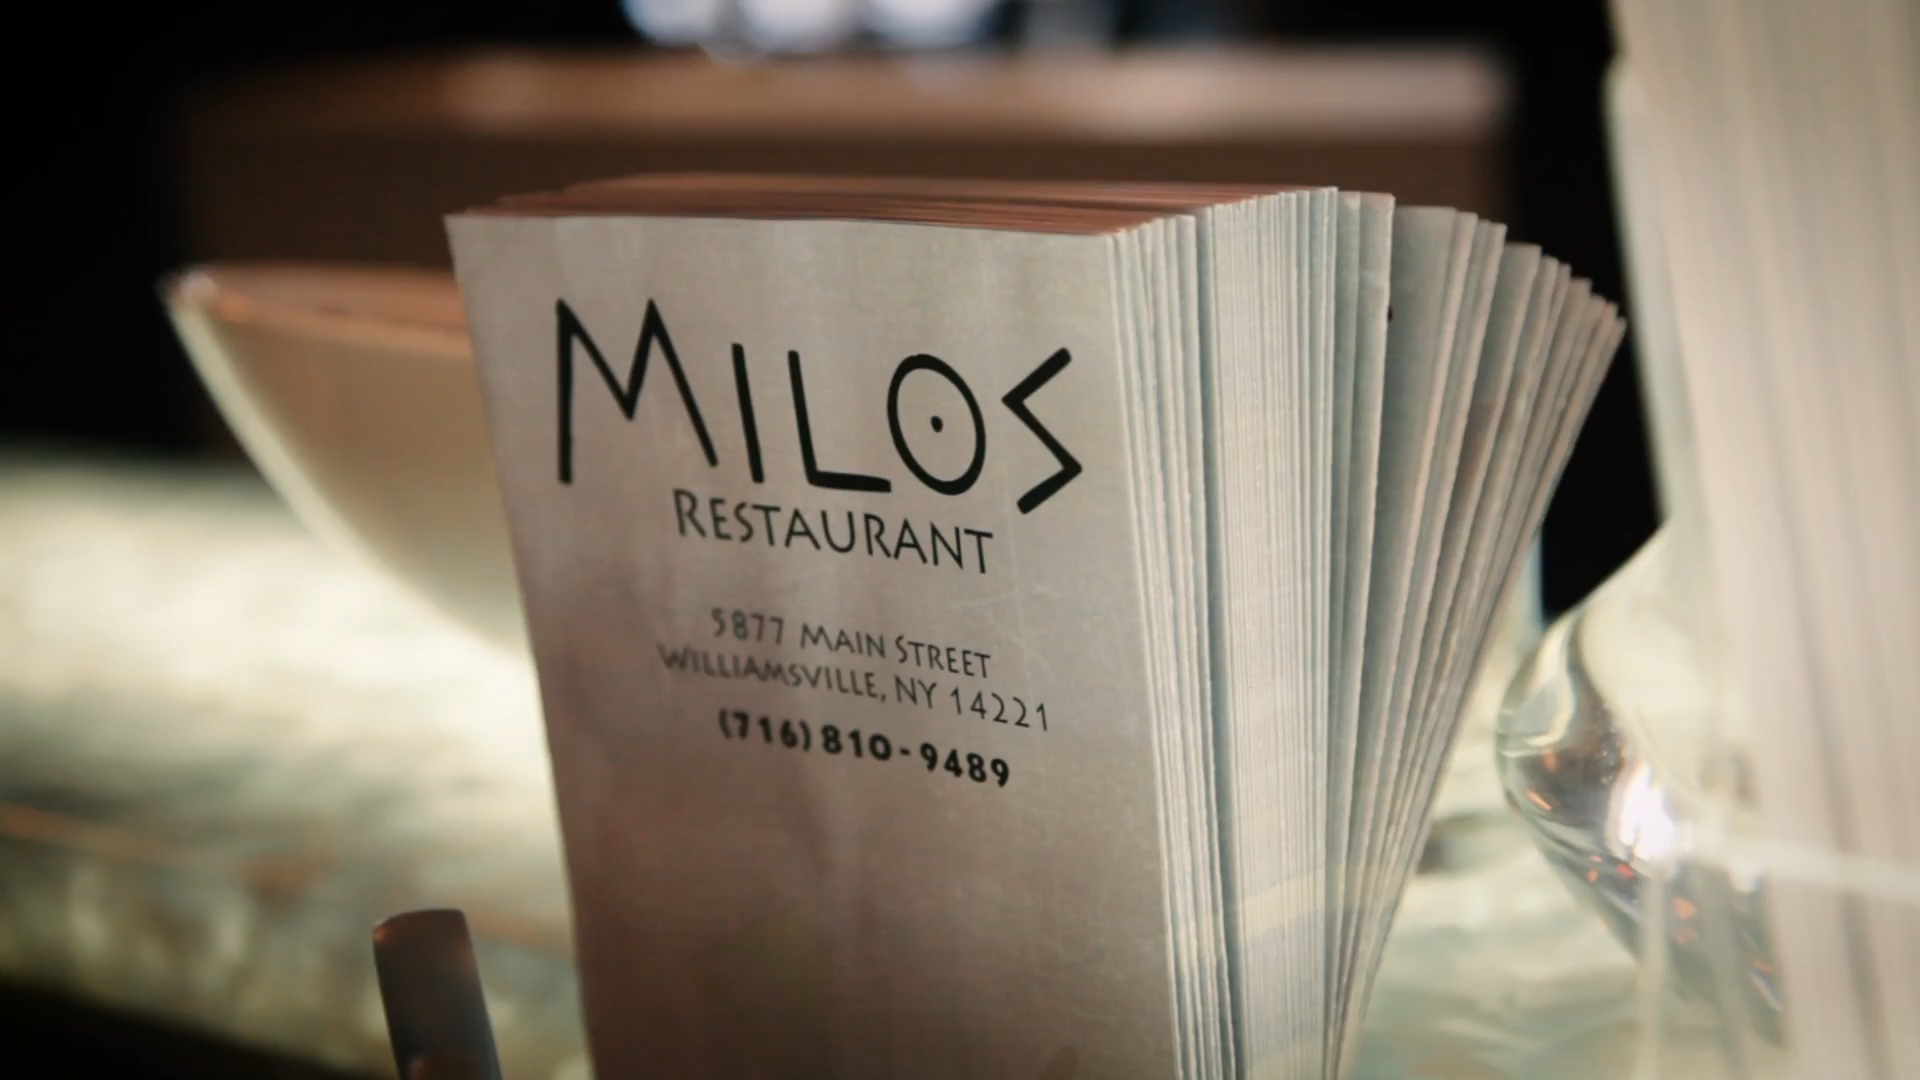 MILOS
RESTAURANT
5877 MAIN STREET
WILLIAMSVILLE, NY 14221
(716) 810-9489